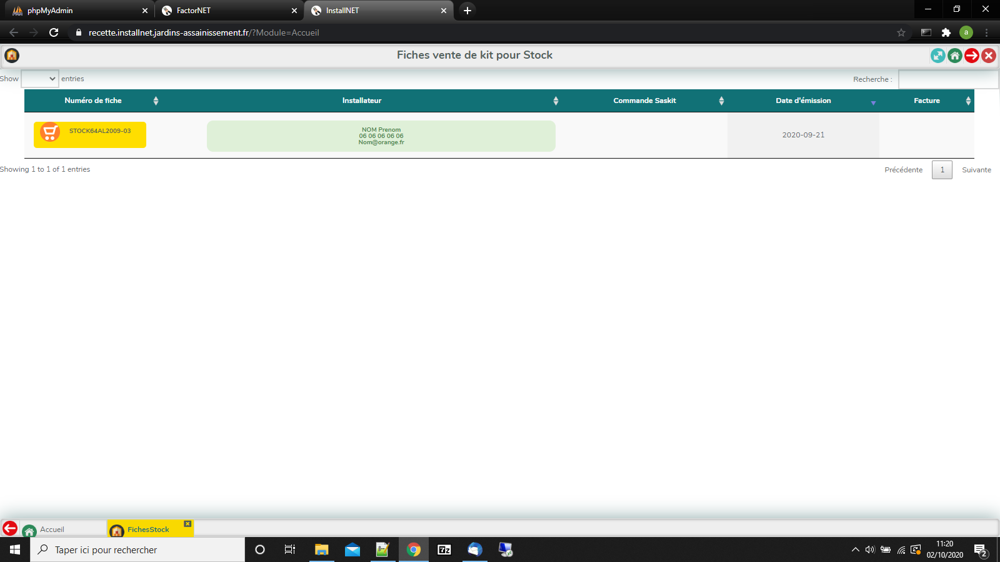 phpMyAdmin
FactorNET
InstallNET
recette.installnet.jardins-assainissement.fr/?Module=Accueil
a
Fiches vente de kit pour Stock
Show entries
Recherche :
Numéro de fiche Installateur Commande Saskit Date d'émission Facture
STOCK64AL2009-03
NOM Prenom
06 06 06 06 06
Nom@orange.fr
2020-09-21
Showing 1 to 1 of 1 entries
Précédente 1 Suivante
Accueil
FichesStock
Taper ici pour rechercher
7z
11:20
02/10/2020
2